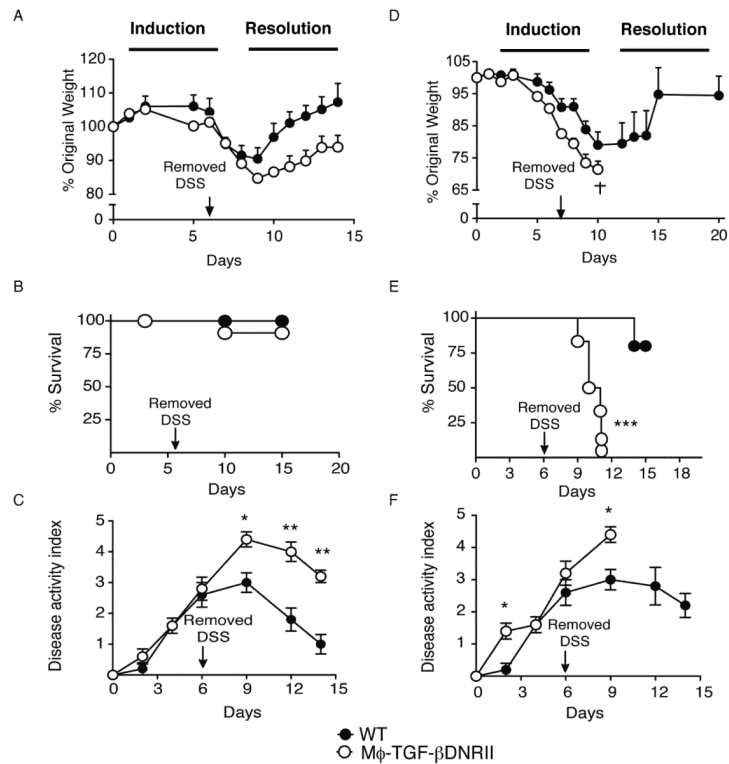 A
Induction
Resolution
120
110
100
90
80
0
% Original Weight
Removed
DSS
0 5 10 15
Days
D
Induction
Resolution
105
95
85
75
65
0
% Original Weight
Removed
DSS
†
0 5 10 15 20
Days
B
100
75
50
25
% Survival
Removed
DSS
0 5 10 15 20
Days
E
100
75
50
25
% Survival
Removed
DSS
***
0 3 6 9 12 15 18
Days
C
5
4
3
2
1
Disease activity index
* ** **
Removed
DSS
0 3 6 9 12 15
Days
F
5
4
3
2
1
Disease activity index
* *
Removed
DSS
0 3 6 9 12 15
Days
WT
Mϕ-TGF-βDNRII